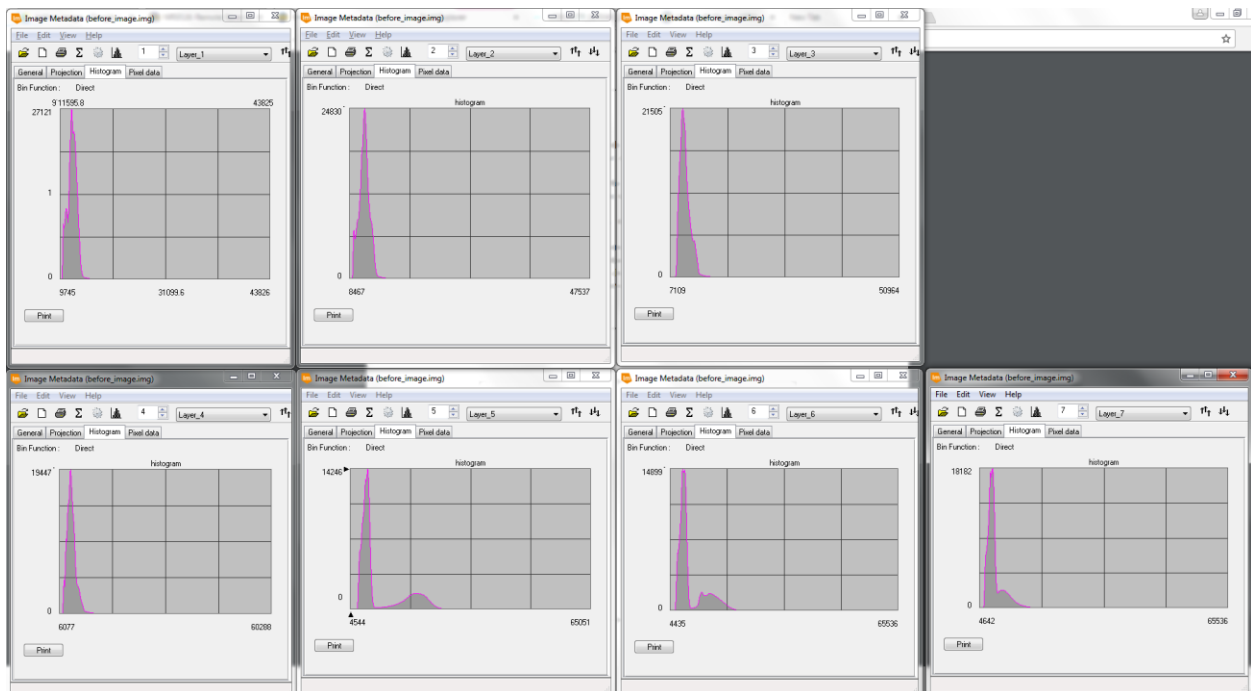 Image Metadata (before_image.img)
File Edit View Help
1 Layer_1
General Projection Histogram Pixel data
Bin Function : Direct
9'11595.8 43825
27121
1
0
9745 31099.6 43826
Print
Image Metadata (before_image.img)
File Edit View Help
2 Layer_2
General Projection Histogram Pixel data
Bin Function : Direct
histogram
24830
0
8467 47537
Print
Image Metadata (before_image.img)
File Edit View Help
3 Layer_3
General Projection Histogram Pixel data
Bin Function : Direct
histogram
21505
0
7109 50964
Print
Image Metadata (before_image.img)
File Edit View Help
4 Layer_4
General Projection Histogram Pixel data
Bin Function : Direct
histogram
19447
0
6077 60288
Print
Image Metadata (before_image.img)
File Edit View Help
5 Layer_5
General Projection Histogram Pixel data
Bin Function : Direct
histogram
14246
0
4544 65051
Print
Image Metadata (before_image.img)
File Edit View Help
6 Layer_6
General Projection Histogram Pixel data
Bin Function : Direct
histogram
14899
0
4435 65536
Print
Image Metadata (before_image.img)
File Edit View Help
7 Layer_7
General Projection Histogram Pixel data
Bin Function : Direct
histogram
18182
0
4642 65536
Print